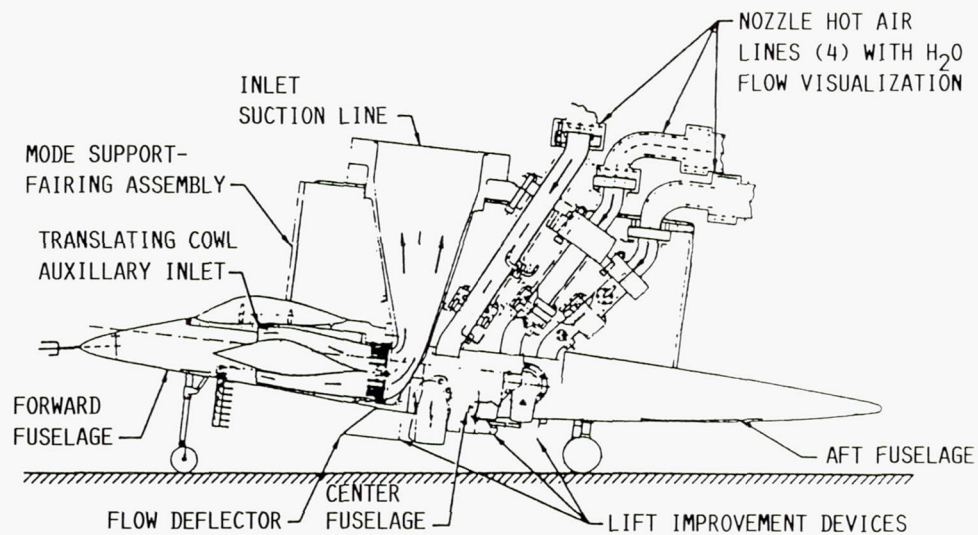 NOZZLE HOT AIR
LINES (4) WITH H2O
FLOW VISUALIZATION
INLET
SUCTION LINE
MODE SUPPORT-
FAIRING ASSEMBLY
TRANSLATING COWL
AUXILLARY INLET
FORWARD
FUSELAGE
AFT FUSELAGE
CENTER
FUSELAGE
FLOW DEFLECTOR
LIFT IMPROVEMENT DEVICES